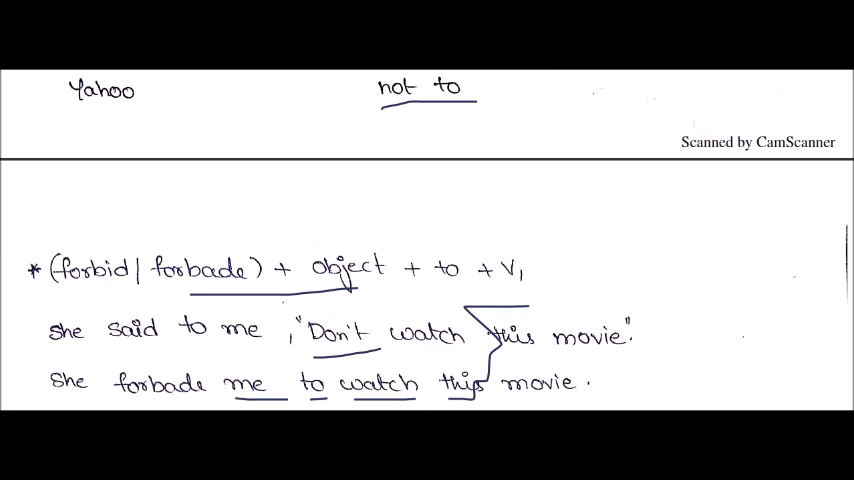 Yahoo not to
Scanned by CamScanner
* (forbid / forbade) + object + to + V1
She said to me, "Don't watch this movie".
She forbade me to watch this movie.